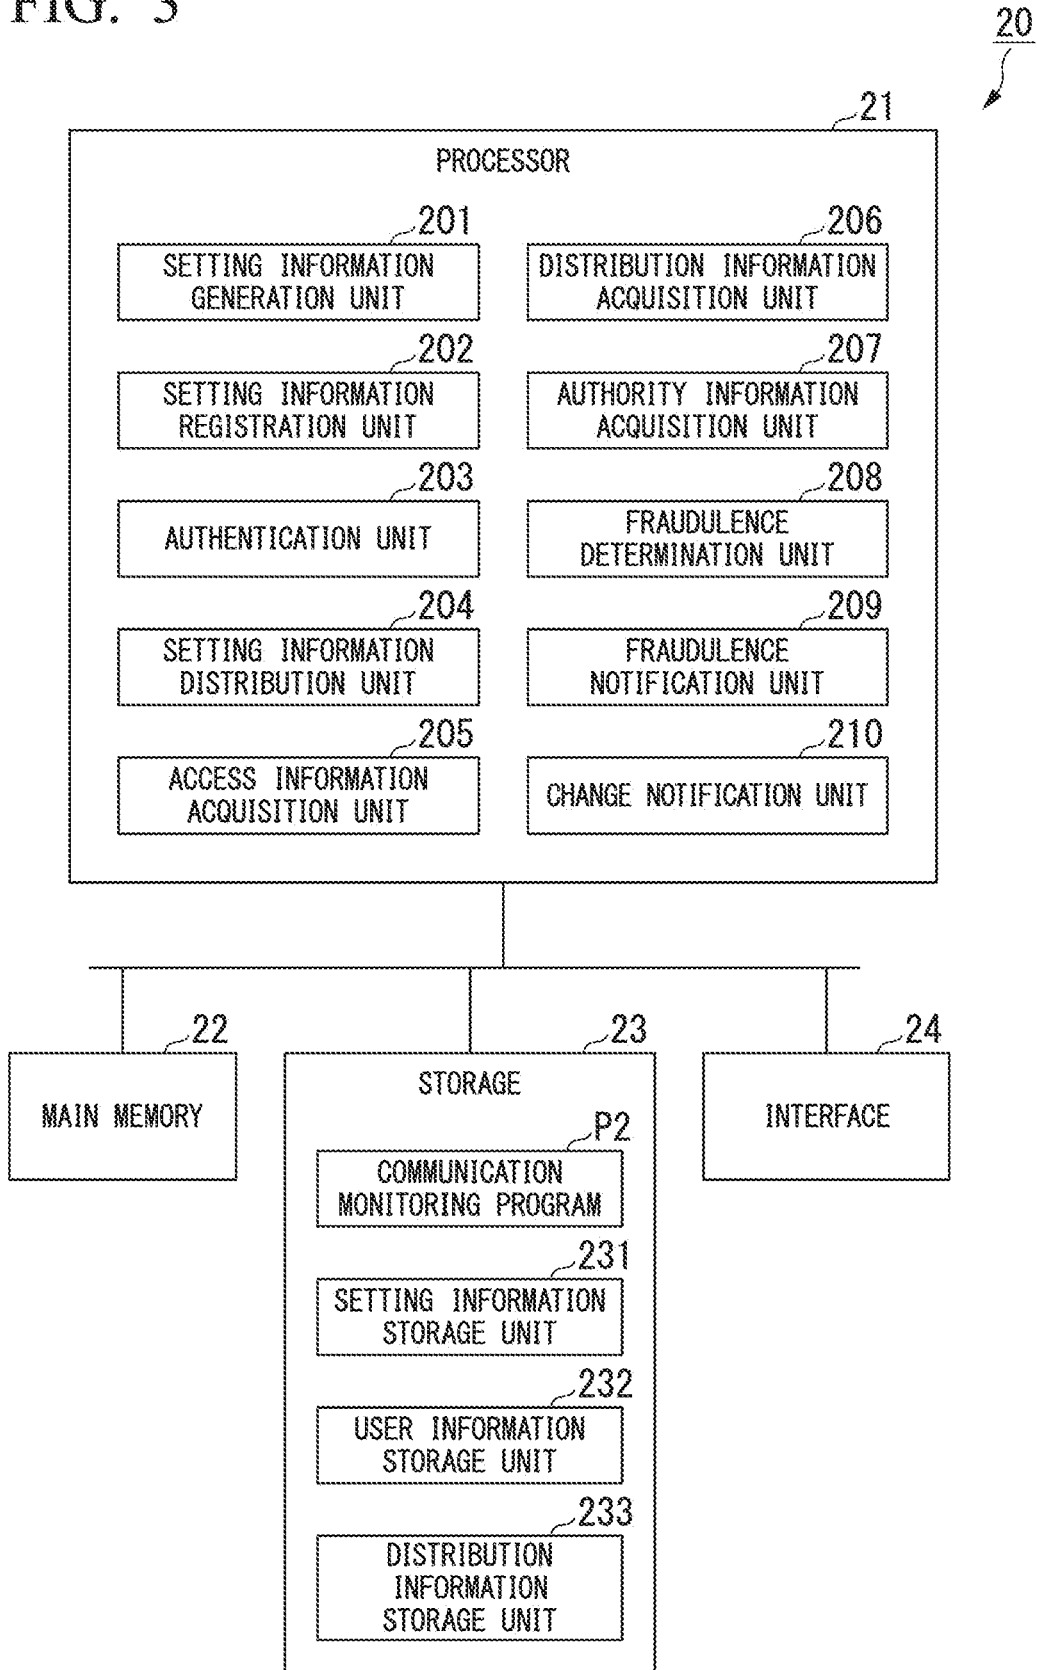 FIG. 3
20
21
PROCESSOR
201
SETTING INFORMATION
GENERATION UNIT
206
DISTRIBUTION INFORMATION
ACQUISITION UNIT
202
SETTING INFORMATION
REGISTRATION UNIT
207
AUTHORITY INFORMATION
ACQUISITION UNIT
203
AUTHENTICATION UNIT
208
FRAUDULENCE
DETERMINATION UNIT
204
SETTING INFORMATION
DISTRIBUTION UNIT
209
FRAUDULENCE
NOTIFICATION UNIT
205
ACCESS INFORMATION
ACQUISITION UNIT
210
CHANGE NOTIFICATION UNIT
22
MAIN MEMORY
23
STORAGE
P2
COMMUNICATION
MONITORING PROGRAM
231
SETTING INFORMATION
STORAGE UNIT
232
USER INFORMATION
STORAGE UNIT
233
DISTRIBUTION
INFORMATION
STORAGE UNIT
24
INTERFACE